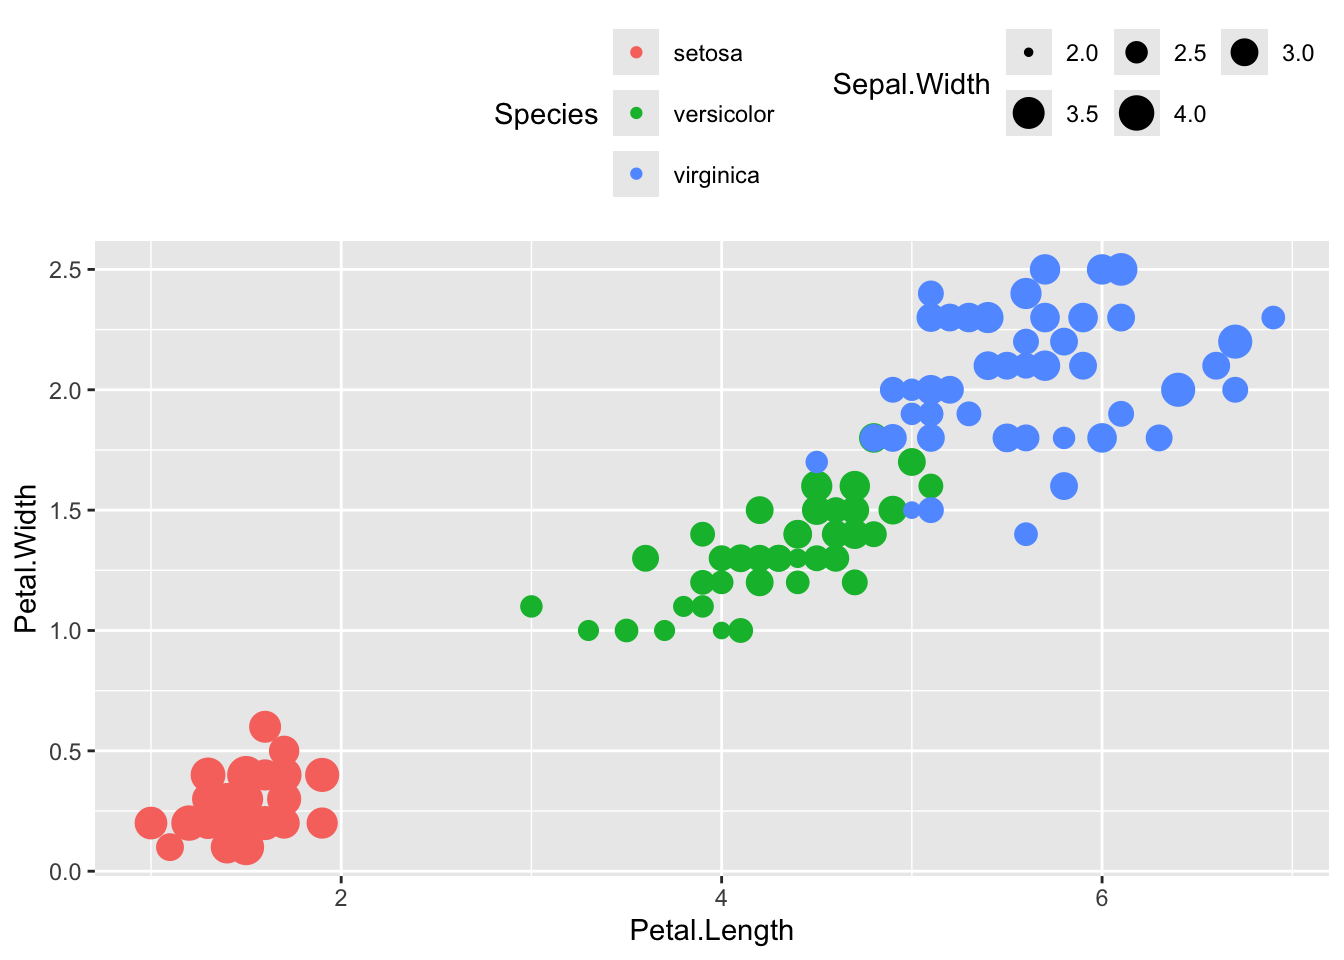 Species
setosa
versicolor
virginica
Sepal.Width
2.0 2.5 3.0
3.5 4.0
Petal.Width
2.5
2.0
1.5
1.0
0.5
0.0
2 4 6
Petal.Length